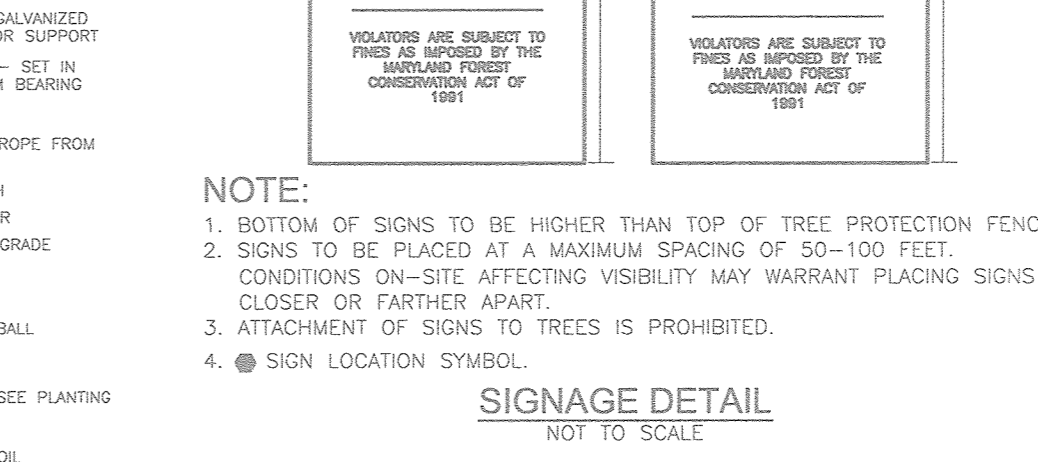 GALVANIZED
OR SUPPORT
– SET IN
BEARING
ROPE FROM
H
R
GRADE
BALL
SEE PLANTING
OIL
VIOLATORS ARE SUBJECT TO
FINES AS IMPOSED BY THE
MARYLAND FOREST
CONSERVATION ACT OF
1991
VIOLATORS ARE SUBJECT TO
FINES AS IMPOSED BY THE
MARYLAND FOREST
CONSERVATION ACT OF
1991
NOTE:
1. BOTTOM OF SIGNS TO BE HIGHER THAN TOP OF TREE PROTECTION FENC
2. SIGNS TO BE PLACED AT A MAXIMUM SPACING OF 50–100 FEET.
CONDITIONS ON–SITE AFFECTING VISIBILITY MAY WARRANT PLACING SIGNS
CLOSER OR FARTHER APART.
3. ATTACHMENT OF SIGNS TO TREES IS PROHIBITED.
4. SIGN LOCATION SYMBOL.
SIGNAGE DETAIL
NOT TO SCALE